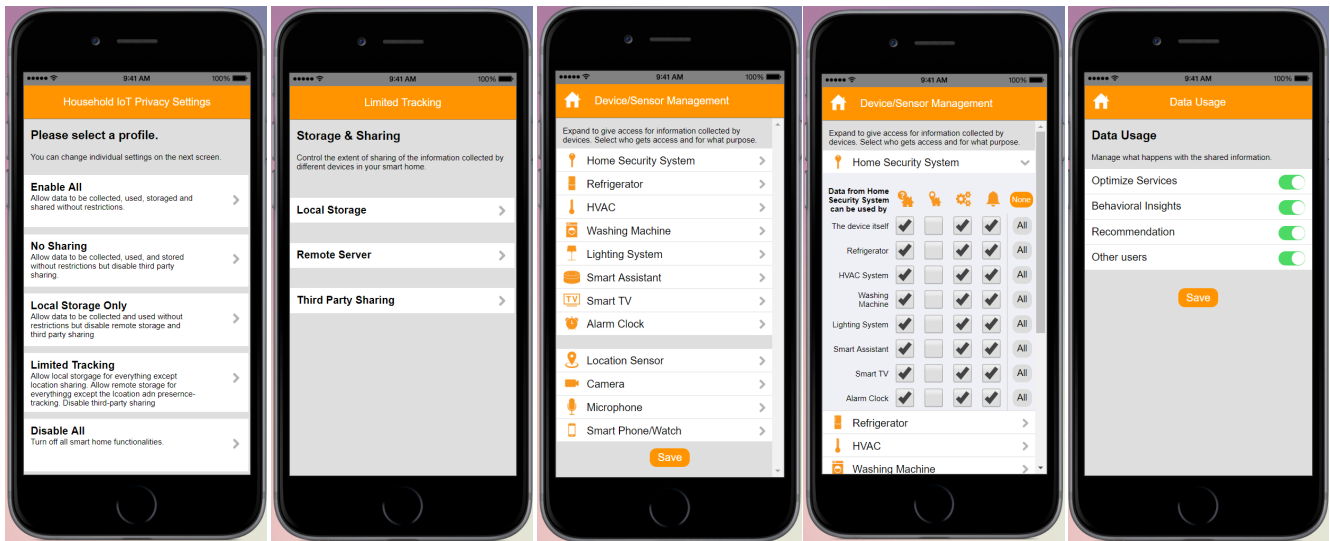 9:41 AM
100%
Household IoT Privacy Settings
Please select a profile.
You can change individual settings on the next screen.
Enable All
Allow data to be collected, used, storaged and
shared without restrictions.
No Sharing
Allow data to be collected, used, and stored
without restrictions but disable third party
sharing.
Local Storage Only
Allow data to be collected and used without
restrictions but disable remote storage and
third party sharing
Limited Tracking
Allow local storgage for everything except
location sharing. Allow remote storage for
everythingg except the lcoation adn presernce-
tracking. Disable third-party sharing
Disable All
Turn off all smart home functionalities.
9:41 AM
100%
Limited Tracking
Storage & Sharing
Control the extent of sharing of the information collected by
different devices in your smart home.
Local Storage
Remote Server
Third Party Sharing
9:41 AM
100%
Device/Sensor Management
Expand to give access for information collected by
devices. Select who gets access and for what purpose.
Home Security System
Refrigerator
HVAC
Washing Machine
Lighting System
Smart Assistant
TV Smart TV
Alarm Clock
Location Sensor
Camera
Microphone
Smart Phone/Watch
Save
9:41 AM
100%
Device/Sensor Management
Expand to give access for information collected by
devices. Select who gets access and for what purpose.
Home Security System
Data from Home
Security System
can be used by
None
The device itself All
Refrigerator All
HVAC System All
Washing
Machine All
Lighting System All
Smart Assistant All
Smart TV All
Alarm Clock All
Refrigerator
HVAC
Washing Machine
9:41 AM
100%
Data Usage
Data Usage
Manage what happens with the shared information.
Optimize Services
Behavioral Insights
Recommendation
Other users
Save